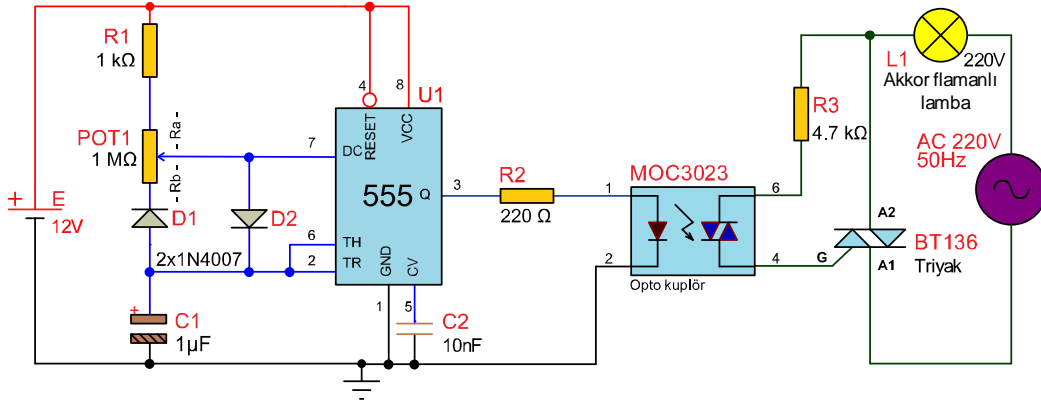 R1
1 kΩ
POT1
1 MΩ
-Rb- -Ra-
E
12V
+
D1
D2
2x1N4007
+
C1
1µF
U1
4
8
RESET
VCC
7
DC
555
Q
3
6
TH
2
TR
GND
CV
1
5
C2
10nF
R2
220 Ω
MOC3023
1
2
6
4
Opto kuplör
R3
4.7 kΩ
L1
220V
Akkor flamanlı
lamba
AC 220V
50Hz
A2
G
A1
BT136
Triyak